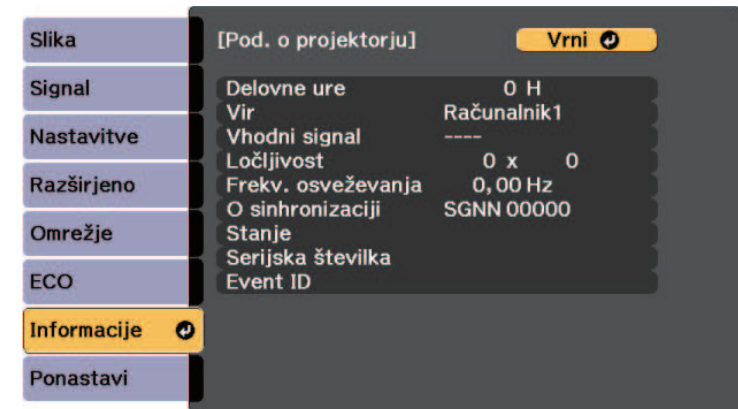 Slika
Signal
Nastavitve
Razširjeno
Omrežje
ECO
Informacije
Ponastavi
[Pod. o projektorju] Vrni
Delovne ure 0 H
Vir Računalnik1
Vhodni signal ----
Ločljivost 0 x 0
Frekv. osveževanja 0,00 Hz
O sinhronizaciji SGNN 00000
Stanje
Serijska številka
Event ID